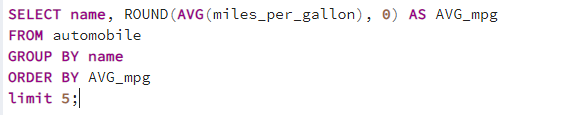 SELECT name, ROUND(AVG(miles_per_gallon), 0) AS AVG_mpg
FROM automobile
GROUP BY name
ORDER BY AVG_mpg
limit 5;